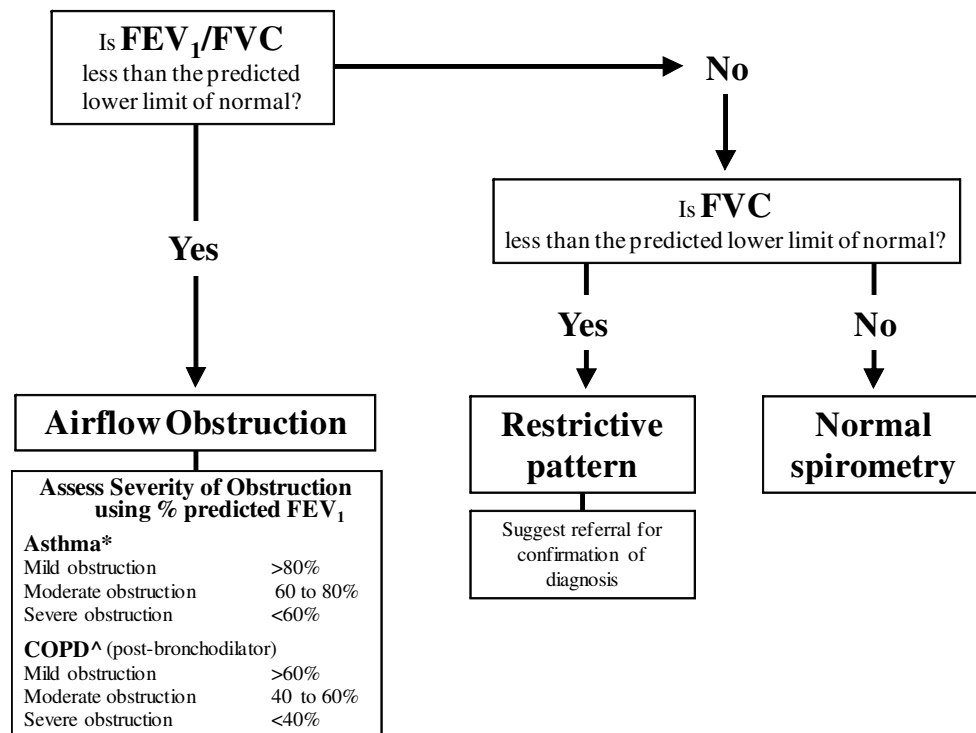 Is FEV₁/FVC
less than the predicted
lower limit of normal?
No
Is FVC
less than the predicted lower limit of normal?
Yes
Yes
No
Airflow Obstruction
Restrictive
pattern
Normal
spirometry
Assess Severity of Obstruction
using % predicted FEV₁
Asthma*
Mild obstruction >80%
Moderate obstruction 60 to 80%
Severe obstruction <60%
COPD^ (post-bronchodilator)
Mild obstruction >60%
Moderate obstruction 40 to 60%
Severe obstruction <40%
Suggest referral for
confirmation of
diagnosis